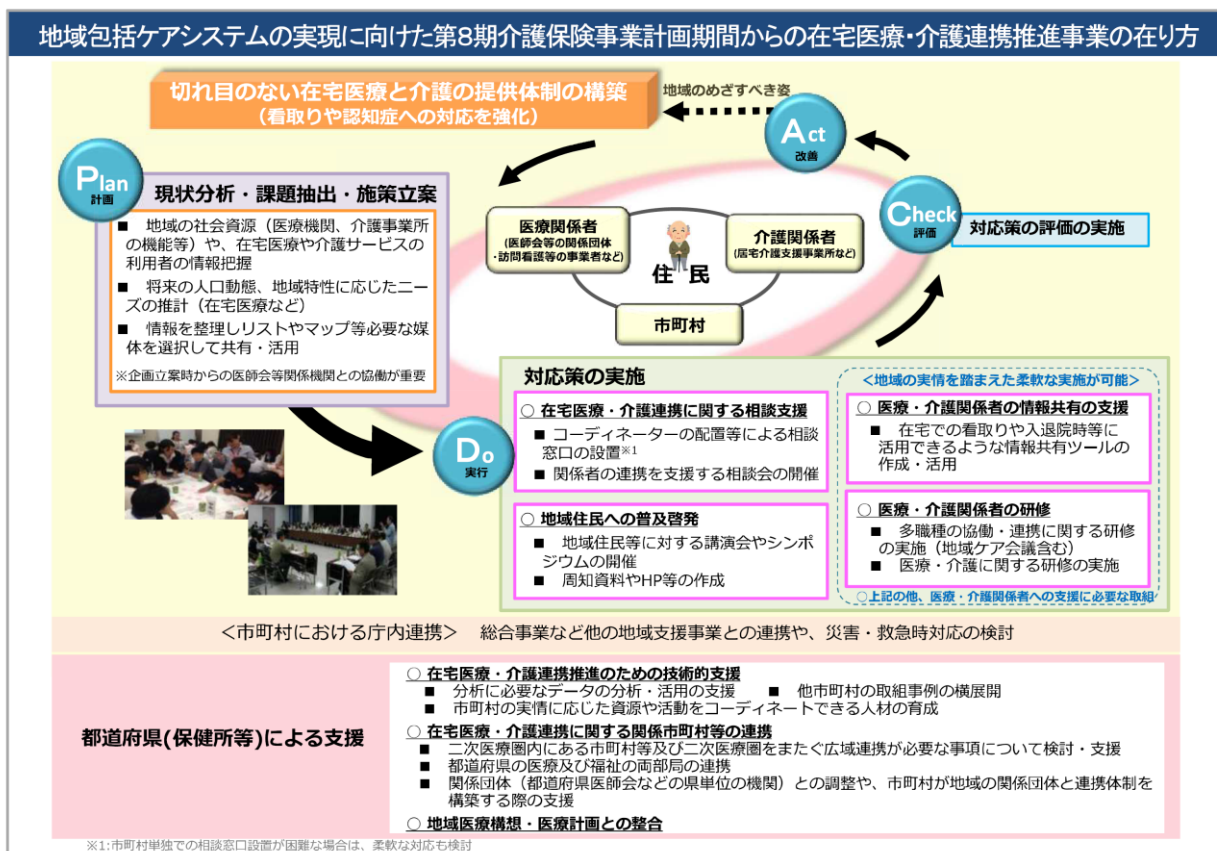 地域包括ケアシステムの実現に向けた第8期介護保険事業計画期間からの在宅医療・介護連携推進事業の在り方
切れ目のない在宅医療と介護の提供体制の構築
（看取りや認知症への対応を強化）
地域のめざすべき姿
Act
改善
Plan
計画
現状分析・課題抽出・施策立案
■ 地域の社会資源（医療機関、介護事業所
の機能等）や、在宅医療や介護サービスの
利用者の情報把握
■ 将来の人口動態、地域特性に応じたニー
ズの推計（在宅医療など）
■ 情報を整理しリストやマップ等必要な媒
体を選択して共有・活用
※企画立案時からの医師会等関係機関との協働が重要
医療関係者
(医師会等の関係団体
・訪問看護等の事業者など)
介護関係者
(居宅介護支援事業所など)
住民
市町村
Check
評価
対応策の評価の実施
Do
実行
対応策の実施
○ 在宅医療・介護連携に関する相談支援
■ コーディネーターの配置等による相談
窓口の設置※1
■ 関係者の連携を支援する相談会の開催
○ 地域住民への普及啓発
■ 地域住民等に対する講演会やシンポ
ジウムの開催
■ 周知資料やHP等の作成
<地域の実情を踏まえた柔軟な実施が可能>
○ 医療・介護関係者の情報共有の支援
■ 在宅での看取りや入退院時等に
活用できるような情報共有ツールの
作成・活用
○ 医療・介護関係者の研修
■ 多職種の協働・連携に関する研修
の実施（地域ケア会議含む）
■ 医療・介護に関する研修の実施
○上記の他、医療・介護関係者への支援に必要な取組
＜市町村における庁内連携＞ 総合事業など他の地域支援事業との連携や、災害・救急時対応の検討
都道府県(保健所等)による支援
○ 在宅医療・介護連携推進のための技術的支援
■ 分析に必要なデータの分析・活用の支援 ■ 他市町村の取組事例の横展開
■ 市町村の実情に応じた資源や活動をコーディネートできる人材の育成
○ 在宅医療・介護連携に関する関係市町村等の連携
■ 二次医療圏内にある市町村等及び二次医療圏をまたぐ広域連携が必要な事項について検討・支援
■ 都道府県の医療及び福祉の両部局の連携
■ 関係団体（都道府県医師会などの県単位の機関）との調整や、市町村が地域の関係団体と連携体制を
構築する際の支援
○ 地域医療構想・医療計画との整合
※1:市町村単独での相談窓口設置が困難な場合は、柔軟な対応も検討